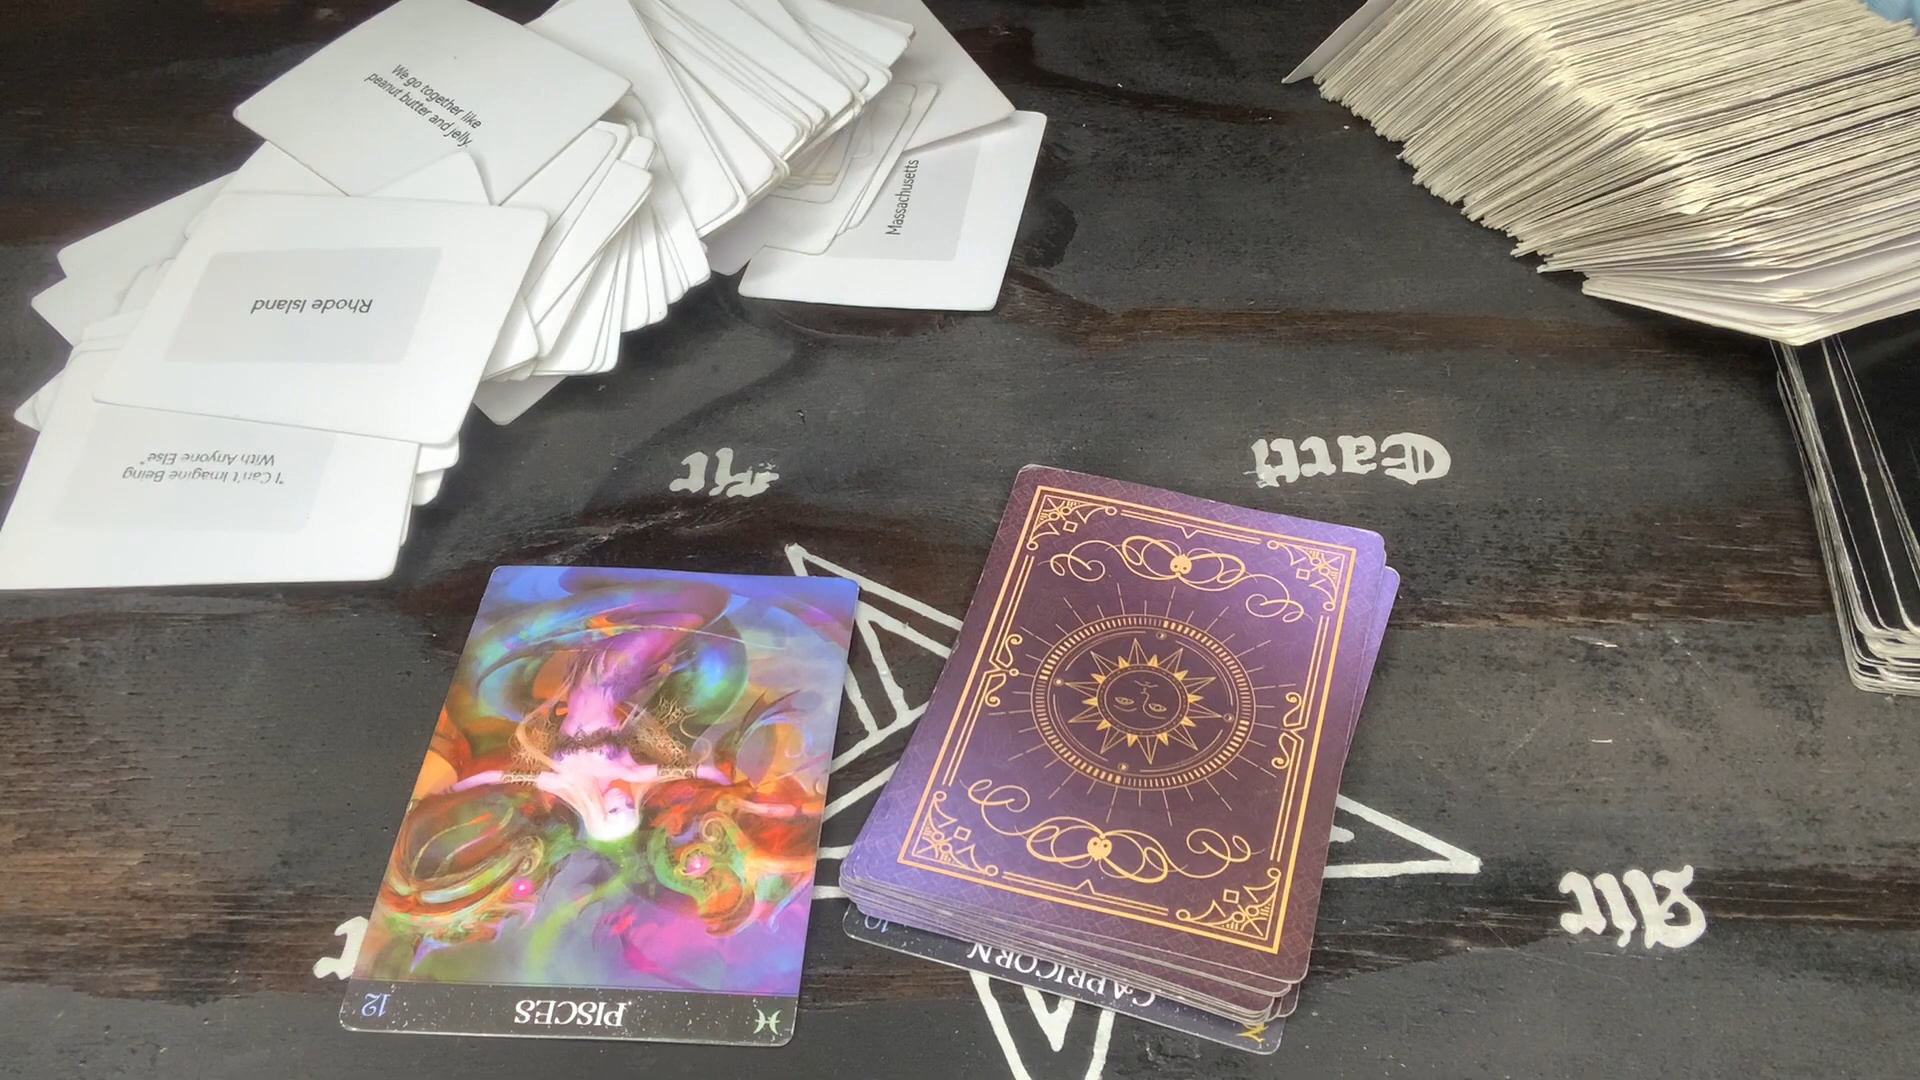 We go together like
peanut butter and jelly.
Massachusetts
Rhode Island
"I Can't Imagine Being
With Anyone Else"
Earth
Air
12
PISCES
10
CAPRICORN